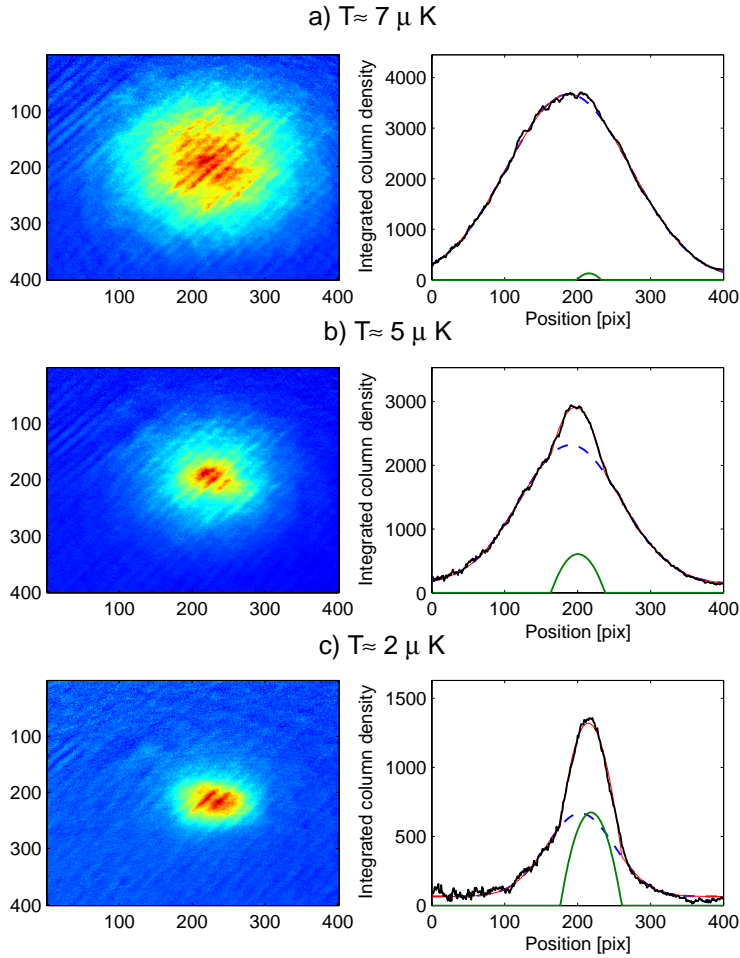 a) T≈ 7 μ K
100
200
300
400
100 200 300 400
Integrated column density
4000
3000
2000
1000
0
0 100 200 300 400
Position [pix]
b) T≈ 5 μ K
100
200
300
400
100 200 300 400
Integrated column density
3000
2000
1000
0
0 100 200 300 400
Position [pix]
c) T≈ 2 μ K
100
200
300
400
100 200 300 400
Integrated column density
1500
1000
500
0
0 100 200 300 400
Position [pix]